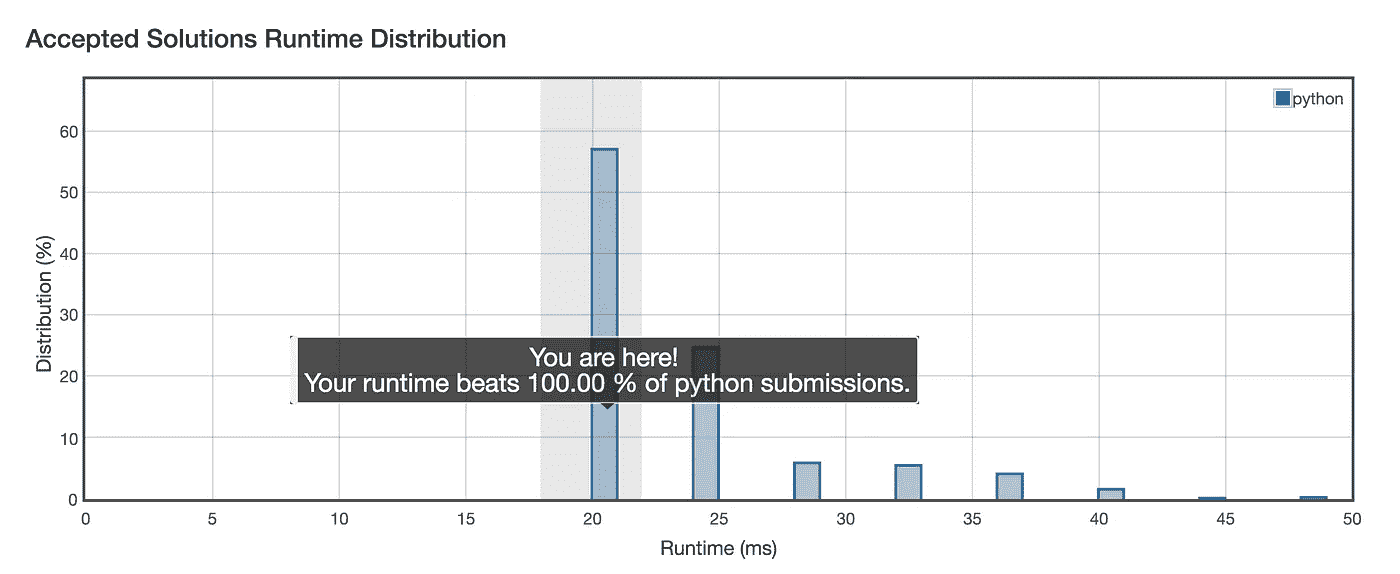 Accepted Solutions Runtime Distribution
python
60
50
40
30
20
10
0
Distribution (%)
You are here!
Your runtime beats 100.00 % of python submissions.
0 5 10 15 20 25 30 35 40 45 50
Runtime (ms)